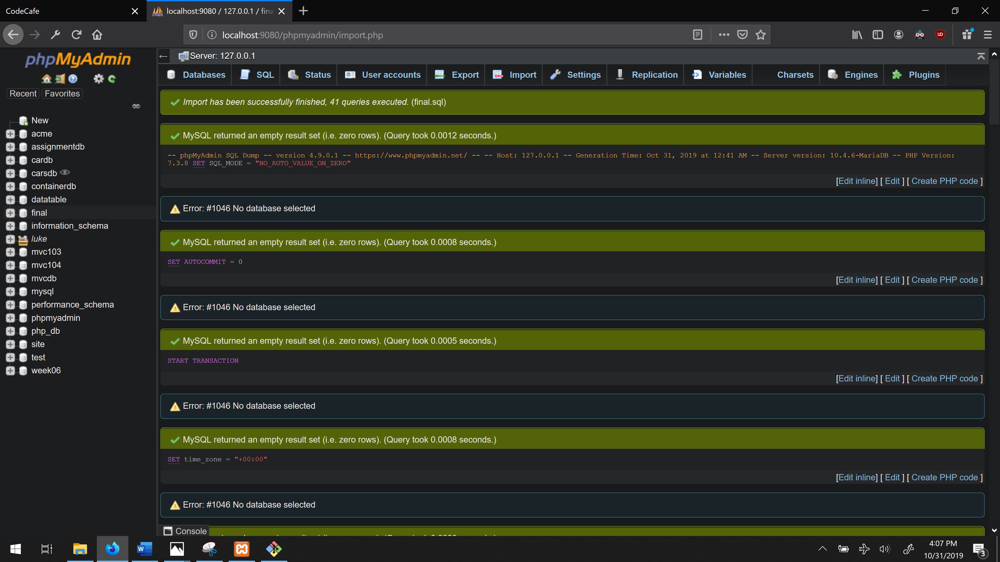 CodeCafe
localhost:9080 / 127.0.0.1 / fina
localhost:9080/phpmyadmin/import.php
phpMyAdmin
Recent Favorites
New
acme
assignmentdb
cardb
carsdb
containerdb
datatable
final
information_schema
luke
mvc103
mvc104
mvcdb
mysql
performance_schema
phpmyadmin
php_db
site
test
week06
Server: 127.0.0.1
Databases SQL Status User accounts Export Import Settings Replication Variables Charsets Engines Plugins
Import has been successfully finished, 41 queries executed. (final.sql)
MySQL returned an empty result set (i.e. zero rows). (Query took 0.0012 seconds.)
-- phpMyAdmin SQL Dump -- version 4.9.0.1 -- https://www.phpmyadmin.net/ -- -- Host: 127.0.0.1 -- Generation Time: Oct 31, 2019 at 12:41 AM -- Server version: 10.4.6-MariaDB -- PHP Version:
7.3.8 SET SQL_MODE = "NO_AUTO_VALUE_ON_ZERO"
[Edit inline] [ Edit ] [ Create PHP code ]
Error: #1046 No database selected
MySQL returned an empty result set (i.e. zero rows). (Query took 0.0008 seconds.)
SET AUTOCOMMIT = 0
[Edit inline] [ Edit ] [ Create PHP code ]
Error: #1046 No database selected
MySQL returned an empty result set (i.e. zero rows). (Query took 0.0005 seconds.)
START TRANSACTION
[Edit inline] [ Edit ] [ Create PHP code ]
Error: #1046 No database selected
MySQL returned an empty result set (i.e. zero rows). (Query took 0.0008 seconds.)
SET time_zone = "+00:00"
[Edit inline] [ Edit ] [ Create PHP code ]
Error: #1046 No database selected
Console
4:07 PM
10/31/2019
3